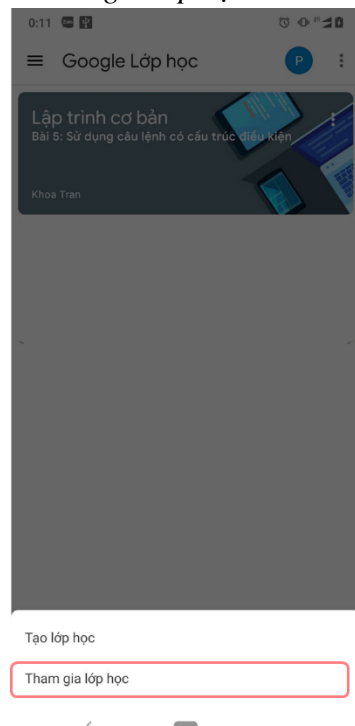 0:11
Google Lớp học
P
Lập trình cơ bản
Bài 5: Sử dụng câu lệnh có cấu trúc điều kiện
Khoa Tran
Tạo lớp học
Tham gia lớp học